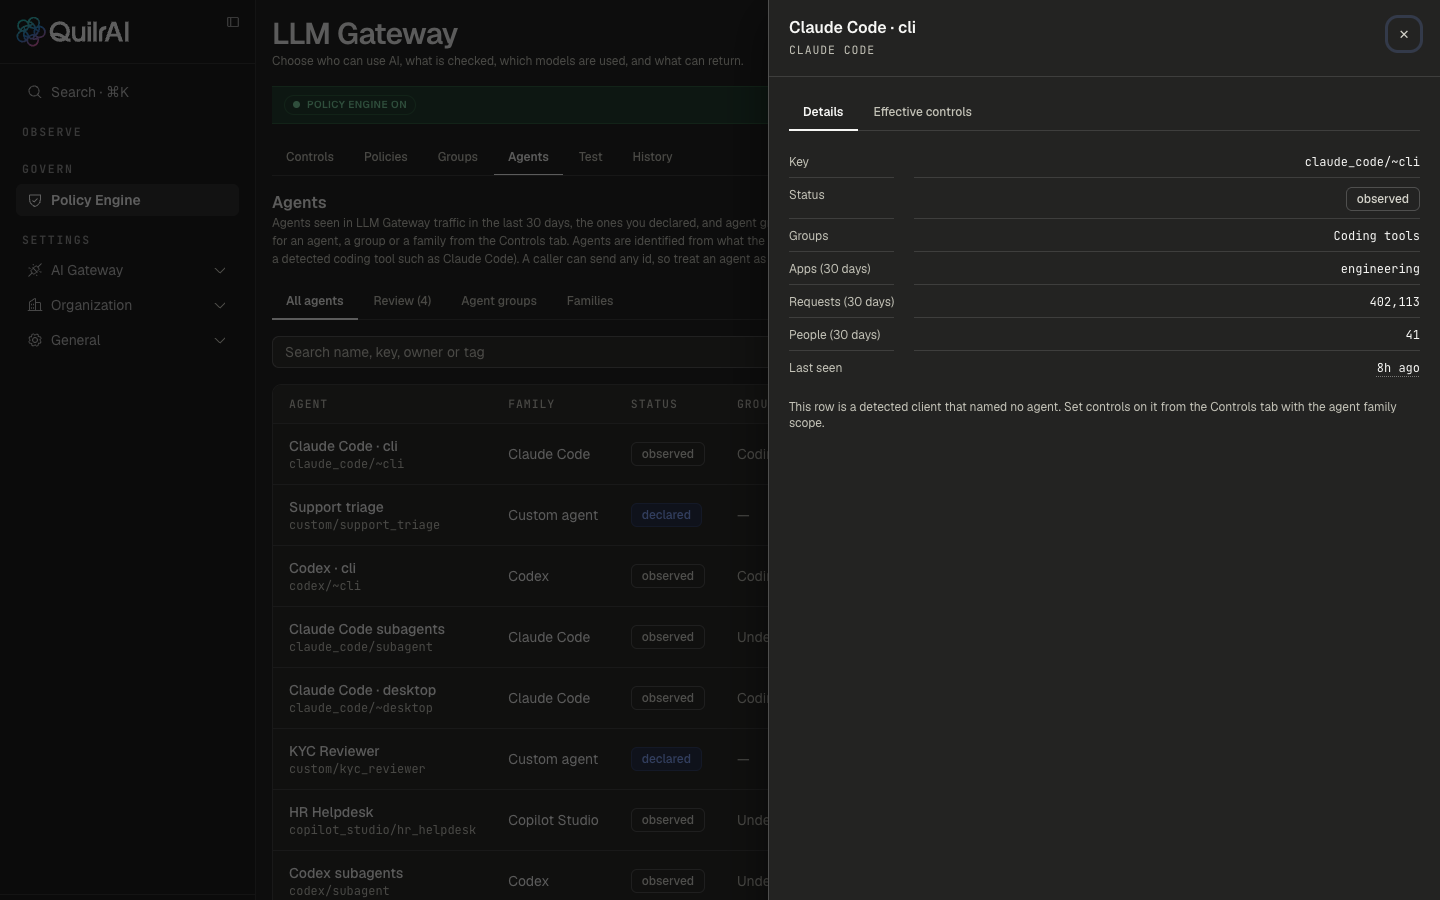 QuilrAI
Search · ⌘K
OBSERVE
GOVERN
Policy Engine
SETTINGS
AI Gateway
Organization
General
LLM Gateway
Choose who can use AI, what is checked, which models are used, and what can return.
POLICY ENGINE ON
Controls Policies Groups Agents Test History
Agents
Agents seen in LLM Gateway traffic in the last 30 days, the ones you declared, and agent g
for an agent, a group or a family from the Controls tab. Agents are identified from what the
a detected coding tool such as Claude Code). A caller can send any id, so treat an agent as
All agents Review (4) Agent groups Families
Search name, key, owner or tag
AGENT FAMILY STATUS GROU
Claude Code · cli
claude_code/~cli
Claude Code observed Codi
Support triage
custom/support_triage
Custom agent declared —
Codex · cli
codex/~cli
Codex observed Codi
Claude Code subagents
claude_code/subagent
Claude Code observed Unde
Claude Code · desktop
claude_code/~desktop
Claude Code observed Codi
KYC Reviewer
custom/kyc_reviewer
Custom agent declared —
HR Helpdesk
copilot_studio/hr_helpdesk
Copilot Studio observed Unde
Codex subagents
codex/subagent
Codex observed Unde
Claude Code · cli
CLAUDE CODE
×
Details Effective controls
Key claude_code/~cli
Status observed
Groups Coding tools
Apps (30 days) engineering
Requests (30 days) 402,113
People (30 days) 41
Last seen 8h ago
This row is a detected client that named no agent. Set controls on it from the Controls tab with the agent family
scope.